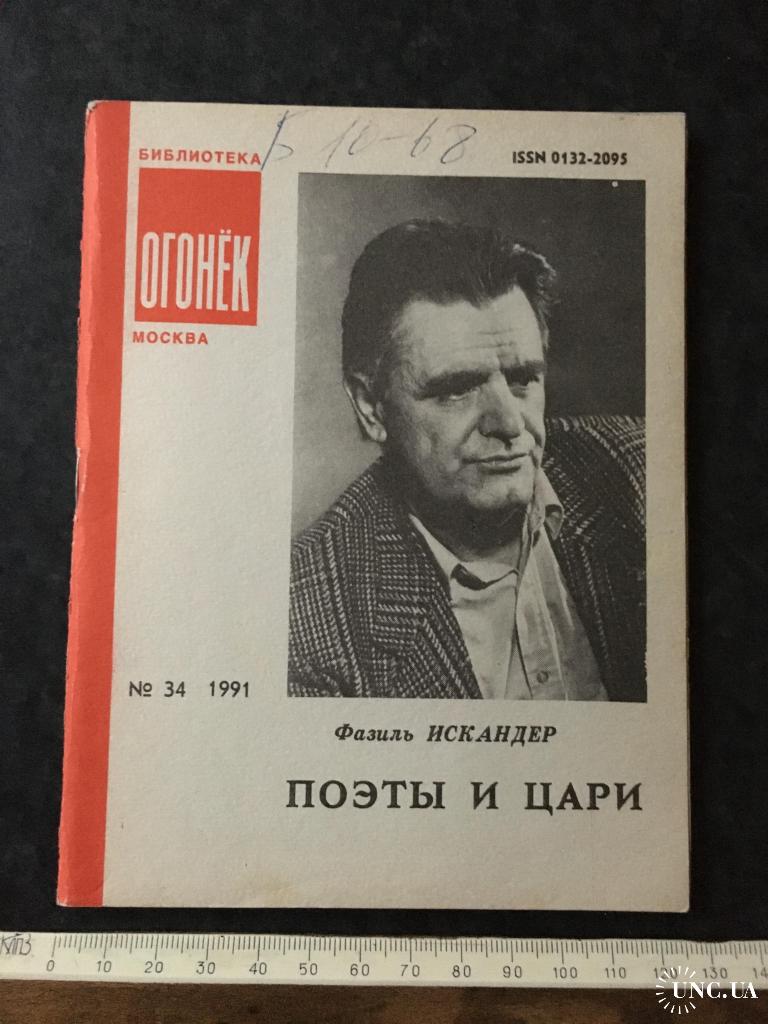 Б 10-68
БИБЛИОТЕКА
ISSN 0132-2095
ОГОНЁК
МОСКВА
№ 34 1991
Фазиль ИСКАНДЕР
ПОЭТЫ И ЦАРИ
0 10 20 30 40 50 60 70 80 90 100 110 120 130 14
UNC.UA